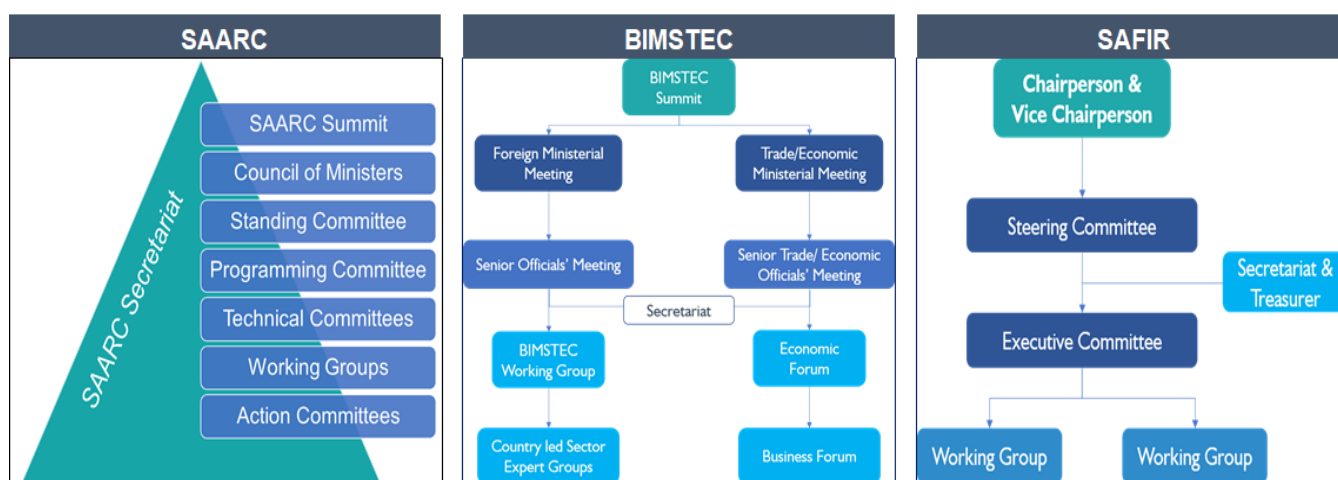 SAARC
SAARC Secretariat
SAARC Summit
Council of Ministers
Standing Committee
Programming Committee
Technical Committees
Working Groups
Action Committees
BIMSTEC
BIMSTEC
Summit
Foreign Ministerial
Meeting
Trade/Economic
Ministerial Meeting
Senior Officials' Meeting
Senior Trade/ Economic
Officials' Meeting
Secretariat
BIMSTEC
Working Group
Economic
Forum
Country led Sector
Expert Groups
Business Forum
SAFIR
Chairperson &
Vice Chairperson
Steering Committee
Secretariat &
Treasurer
Executive Committee
Working Group
Working Group